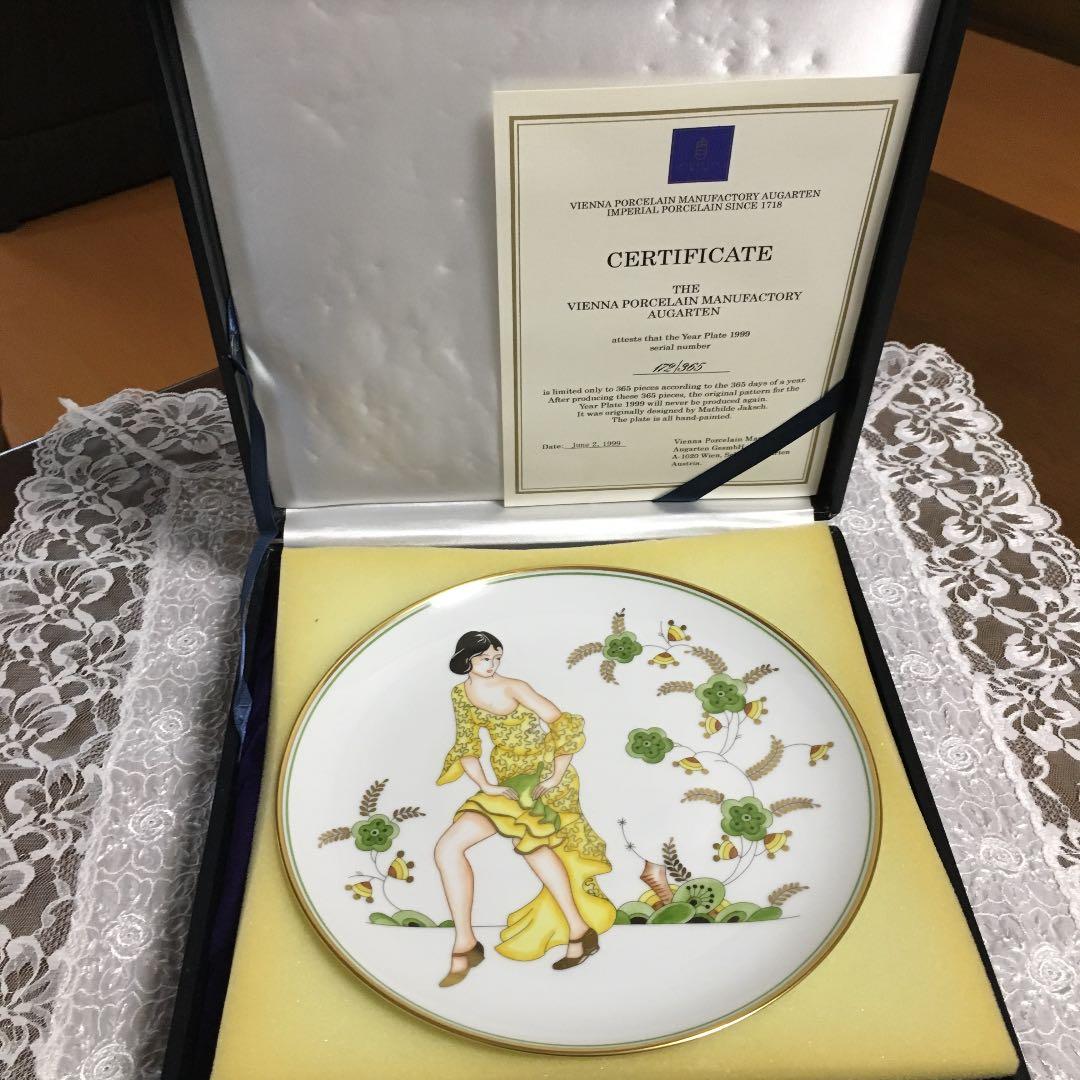 VIENNA PORCELAIN MANUFACTORY AUGARTEN
IMPERIAL PORCELAIN SINCE 1718
CERTIFICATE
THE
VIENNA PORCELAIN MANUFACTORY
AUGARTEN
attests that the Year Plate 1999
serial number
172/365
is limited only to 365 pieces according to the 365 days of a year.
After producing these 365 pieces, the original pattern for the
Year Plate 1999 will never be produced again.
It was originally designed by Mathilde Jaksch.
The plate is all hand-painted.
Date: June 2, 1999
Vienna Porcelain
Augarten GesmbH
A-1020 Wien,
Austria.